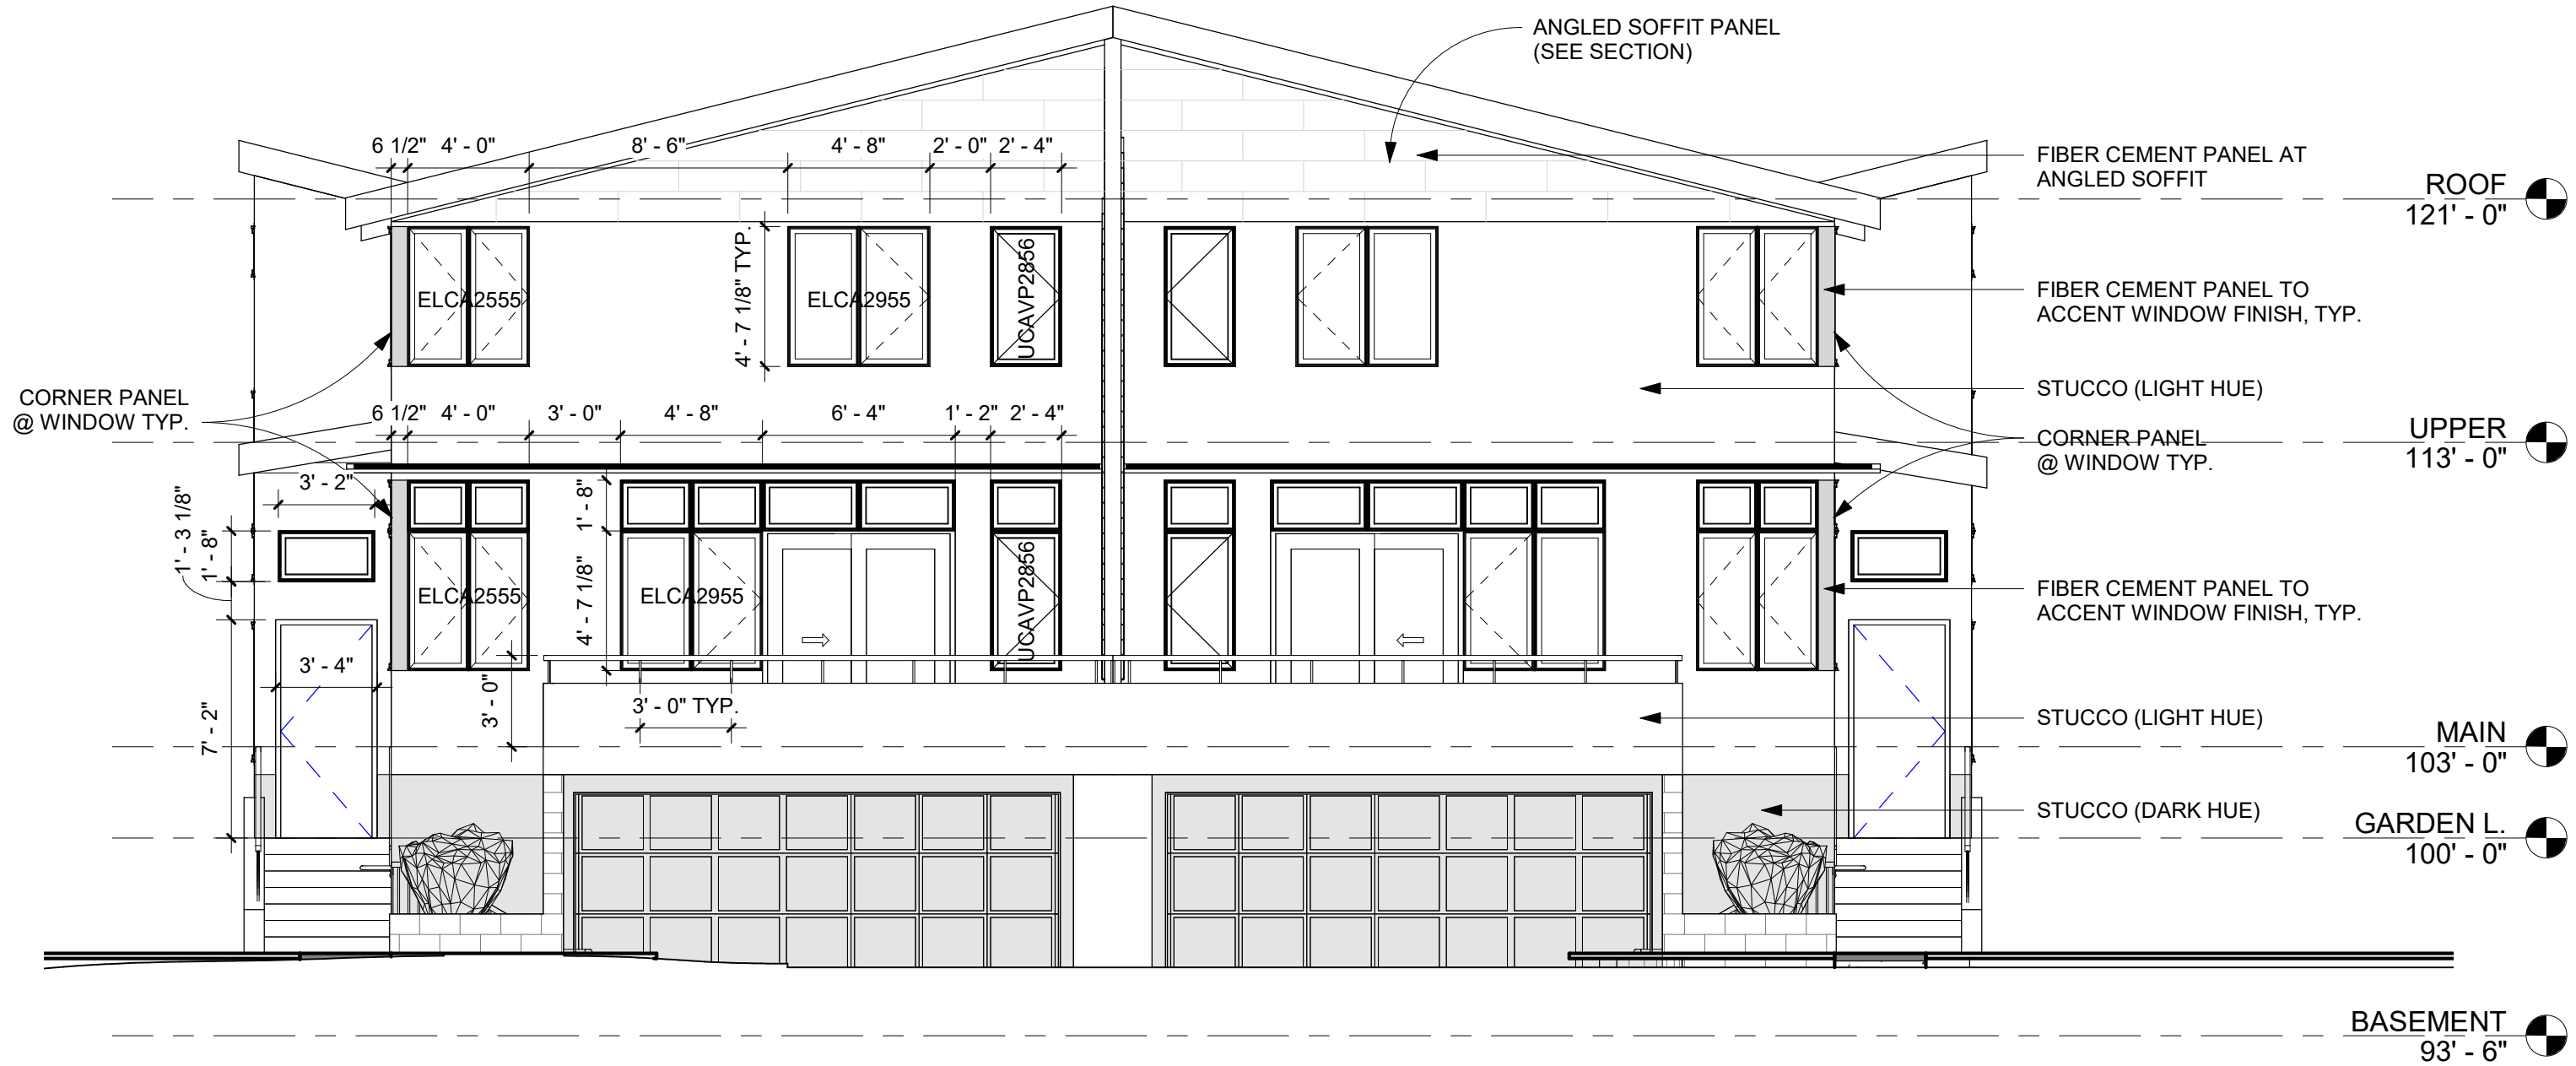 ANGLED SOFFIT PANEL
(SEE SECTION)
6 1/2" 4' - 0" 8' - 6" 4' - 8" 2' - 0" 2' - 4"
FIBER CEMENT PANEL AT
ANGLED SOFFIT
ROOF
121' - 0"
4' - 7 1/8" TYP.
ELCA2555
ELCA2955
UCAVP2856
FIBER CEMENT PANEL TO
ACCENT WINDOW FINISH, TYP.
CORNER PANEL
@ WINDOW TYP.
STUCCO (LIGHT HUE)
6 1/2" 4' - 0" 3' - 0" 4' - 8" 6' - 4" 1' - 2" 2' - 4"
CORNER PANEL
@ WINDOW TYP.
UPPER
113' - 0"
3' - 2"
1' - 3 1/8"
1' - 8"
1' - 8"
4' - 7 1/8"
ELCA2555
ELCA2955
UCAVP2856
FIBER CEMENT PANEL TO
ACCENT WINDOW FINISH, TYP.
3' - 4"
7' - 2"
3' - 0"
3' - 0" TYP.
STUCCO (LIGHT HUE)
MAIN
103' - 0"
STUCCO (DARK HUE)
GARDEN L.
100' - 0"
BASEMENT
93' - 6"